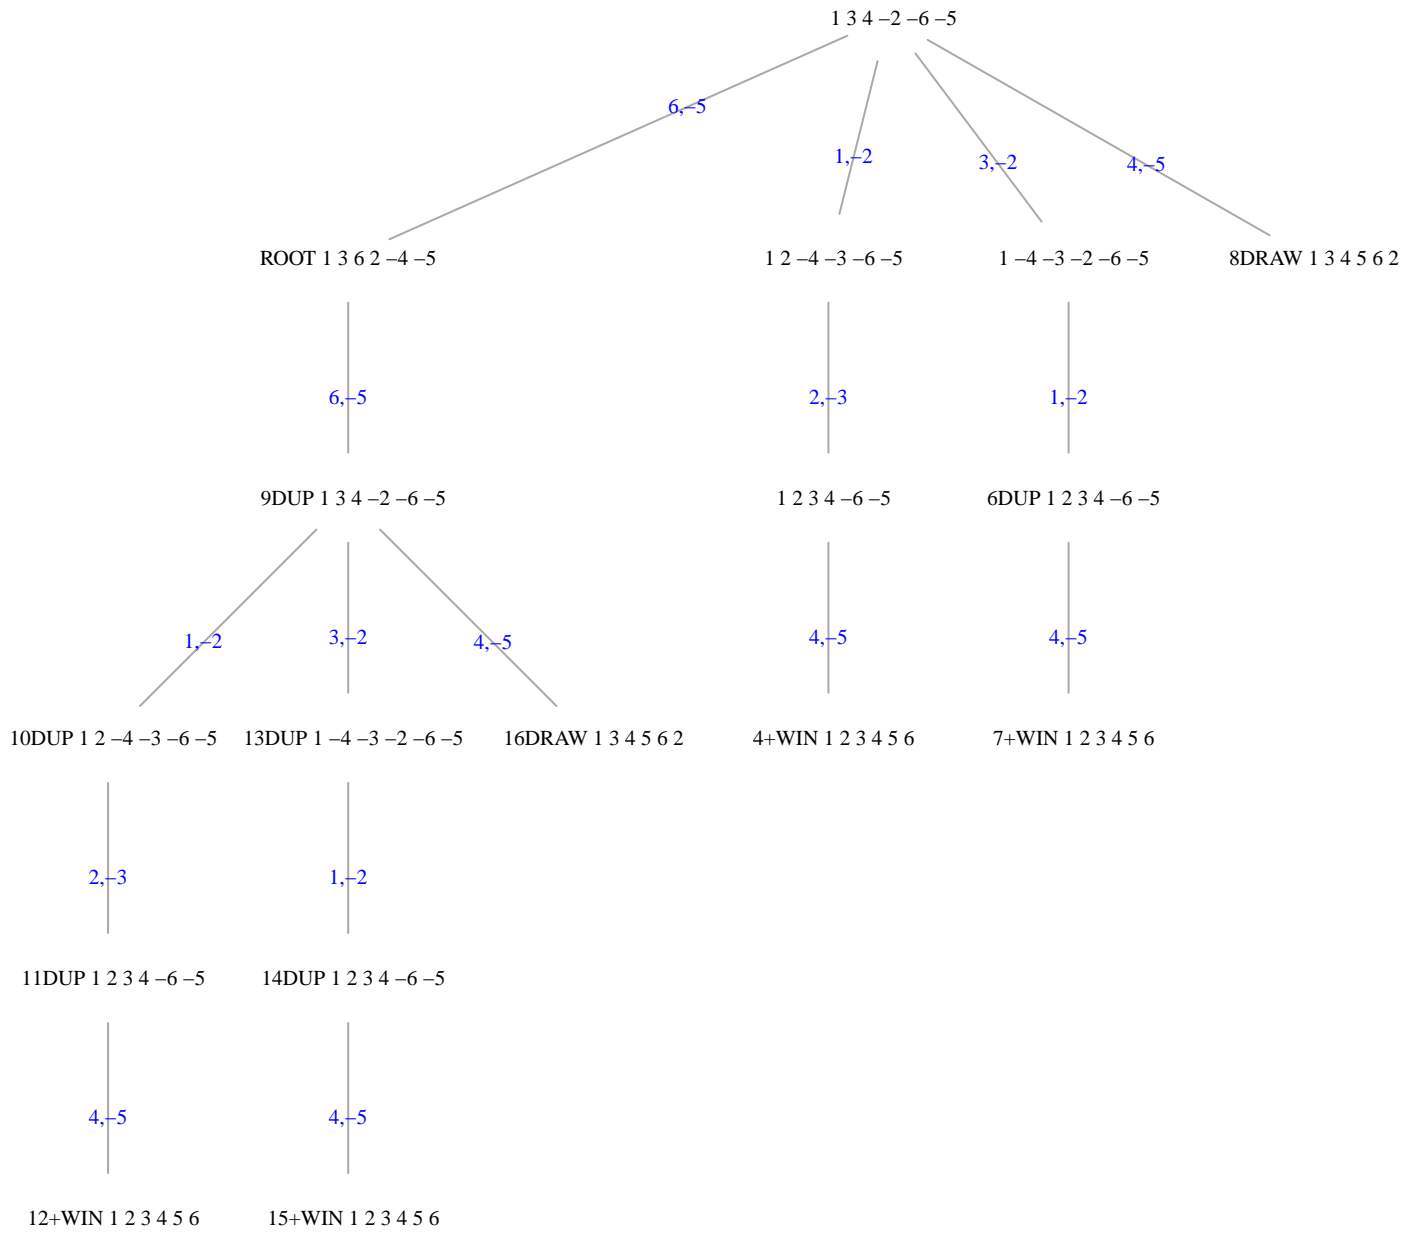 1 3 4 −2 −6 −5
6,−5
1,−2
3,−2
4,−5
ROOT 1 3 6 2 −4 −5
1 2 −4 −3 −6 −5
1 −4 −3 −2 −6 −5
8DRAW 1 3 4 5 6 2
6,−5
2,−3
1,−2
9DUP 1 3 4 −2 −6 −5
1 2 3 4 −6 −5
6DUP 1 2 3 4 −6 −5
1,−2
3,−2
4,−5
4,−5
4,−5
10DUP 1 2 −4 −3 −6 −5
13DUP 1 −4 −3 −2 −6 −5
16DRAW 1 3 4 5 6 2
4+WIN 1 2 3 4 5 6
7+WIN 1 2 3 4 5 6
2,−3
1,−2
11DUP 1 2 3 4 −6 −5
14DUP 1 2 3 4 −6 −5
4,−5
4,−5
12+WIN 1 2 3 4 5 6
15+WIN 1 2 3 4 5 6